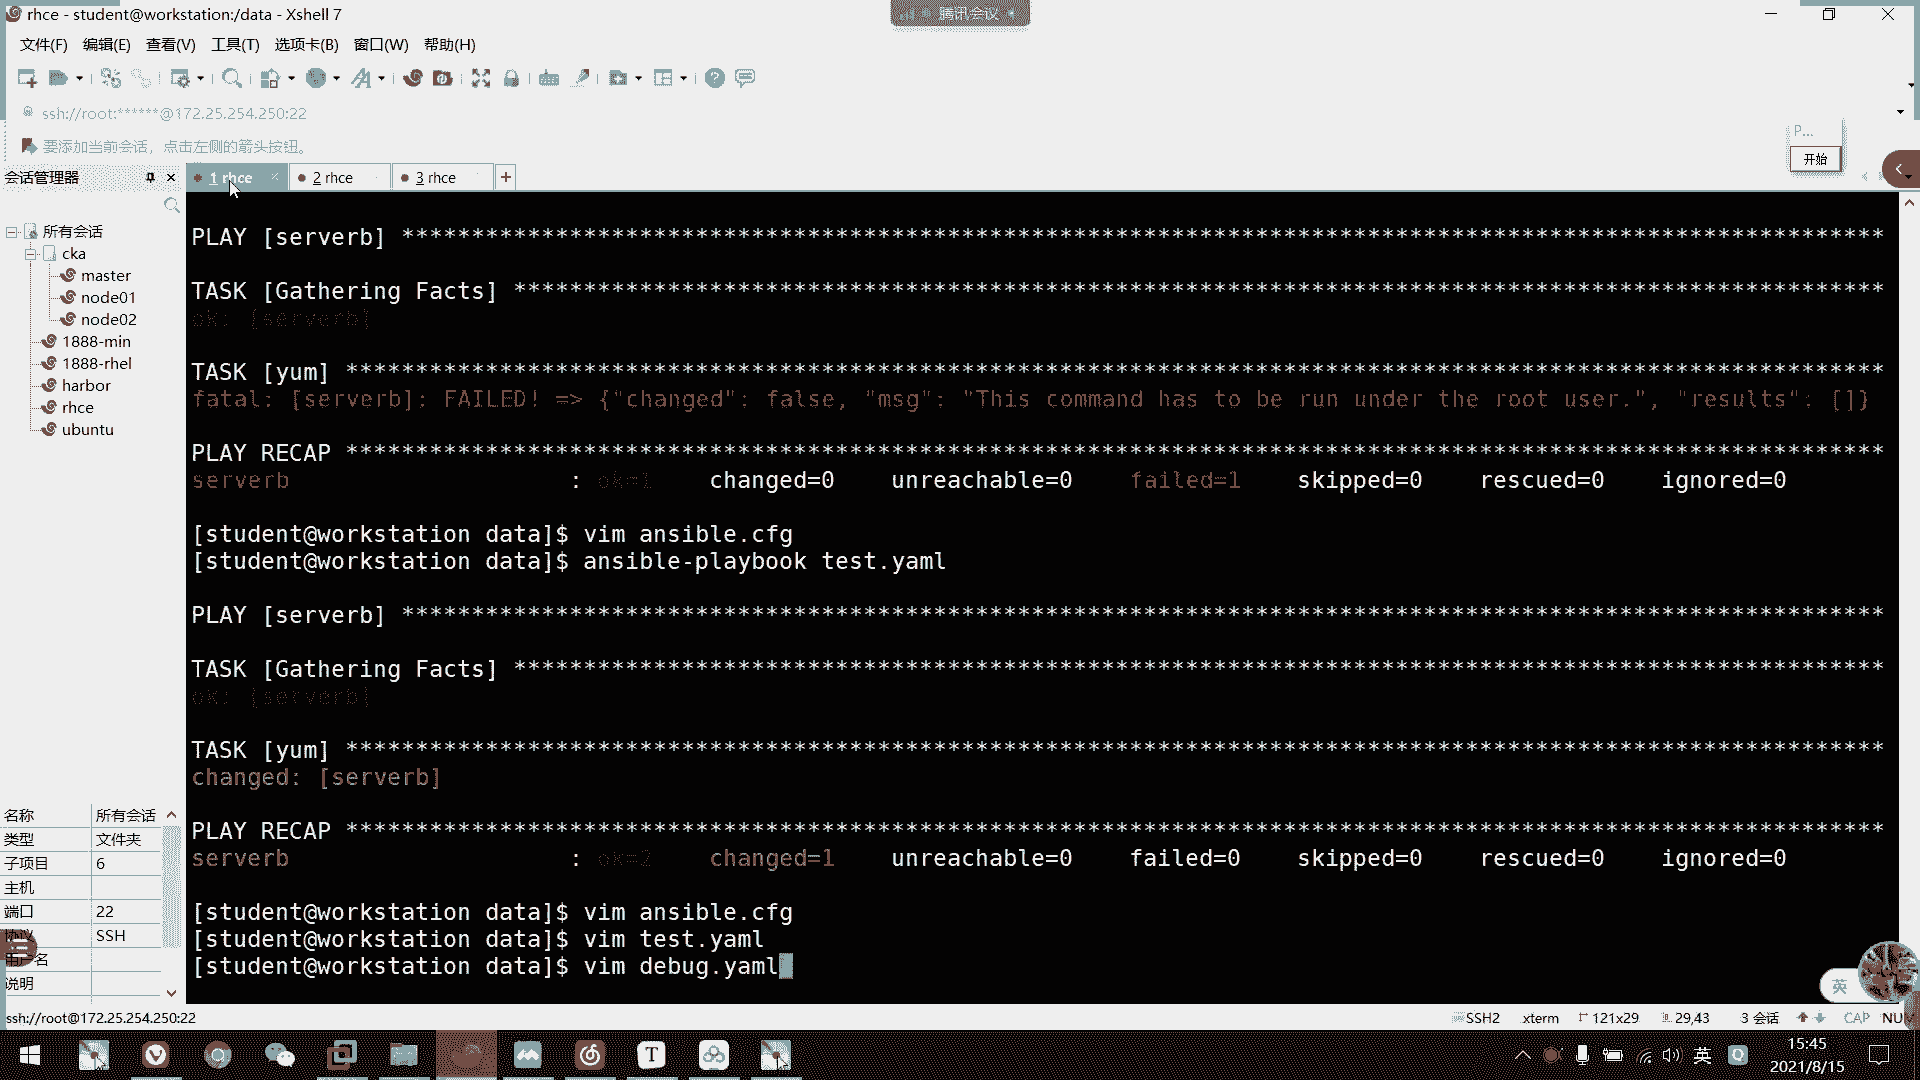 rhce - student@workstation:/data - Xshell 7
腾讯会议
文件(F) 编辑(E) 查看(V) 工具(T) 选项卡(B) 窗口(W) 帮助(H)
ssh://root:******@172.25.254.250:22
要添加当前会话，点击左侧的箭头按钮。
P...
开始
会话管理器
1 rhce
2 rhce
3 rhce
所有会话
cka
master
node01
node02
1888-min
1888-rhel
harbor
rhce
ubuntu
PLAY [serverb] ******************************************************************************************************
TASK [Gathering Facts] **************************************************************************************************
ok: [serverb]
TASK [yum] **************************************************************************************************************
fatal: [serverb]: FAILED! => {"changed": false, "msg": "This command has to be run under the root user.", "results": []}
PLAY RECAP **************************************************************************************************************
serverb : ok=1 changed=0 unreachable=0 failed=1 skipped=0 rescued=0 ignored=0
[student@workstation data]$ vim ansible.cfg
[student@workstation data]$ ansible-playbook test.yaml
PLAY [serverb] **********************************************************************************************************
TASK [Gathering Facts] **************************************************************************************************
ok: [serverb]
TASK [yum] **************************************************************************************************************
changed: [serverb]
PLAY RECAP **************************************************************************************************************
serverb : ok=2 changed=1 unreachable=0 failed=0 skipped=0 rescued=0 ignored=0
[student@workstation data]$ vim ansible.cfg
[student@workstation data]$ vim test.yaml
[student@workstation data]$ vim debug.yaml
名称 所有会话
类型 文件夹
子项目 6
主机
端口 22
协议 SSH
用户名
说明
英
ssh://root@172.25.254.250:22
SSH2 xterm 121x29 29,43 3 会话 CAP NUM
英
15:45
2021/8/15